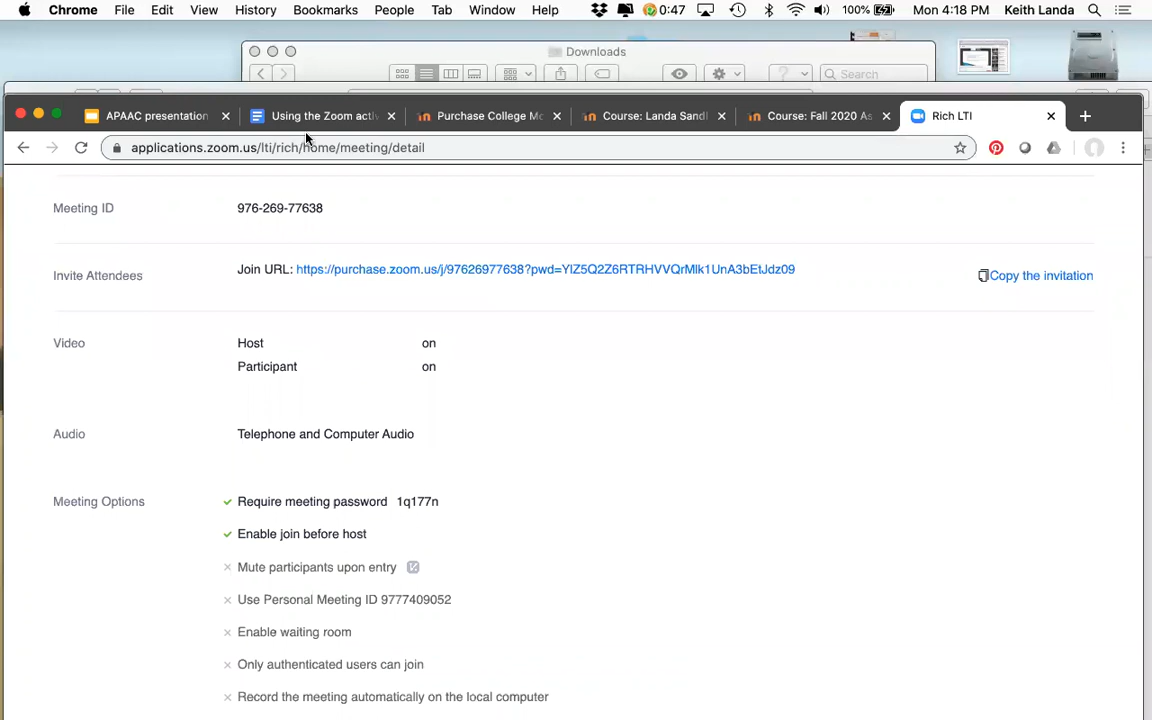 Chrome File Edit View History Bookmarks People Tab Window Help 0:47 100% Mon 4:18 PM Keith Landa
Downloads
Search
APAAC presentation Using the Zoom activ Purchase College Mo Course: Landa Sandl Course: Fall 2020 As Rich LTI
applications.zoom.us/lti/rich/home/meeting/detail
Meeting ID 976-269-77638
Invite Attendees Join URL: https://purchase.zoom.us/j/97626977638?pwd=YlZ5Q2Z6RTRHVVQrMlk1UnA3bEtJdz09 Copy the invitation
Video Host on
Participant on
Audio Telephone and Computer Audio
Meeting Options Require meeting password 1q177n
Enable join before host
Mute participants upon entry
Use Personal Meeting ID 9777409052
Enable waiting room
Only authenticated users can join
Record the meeting automatically on the local computer